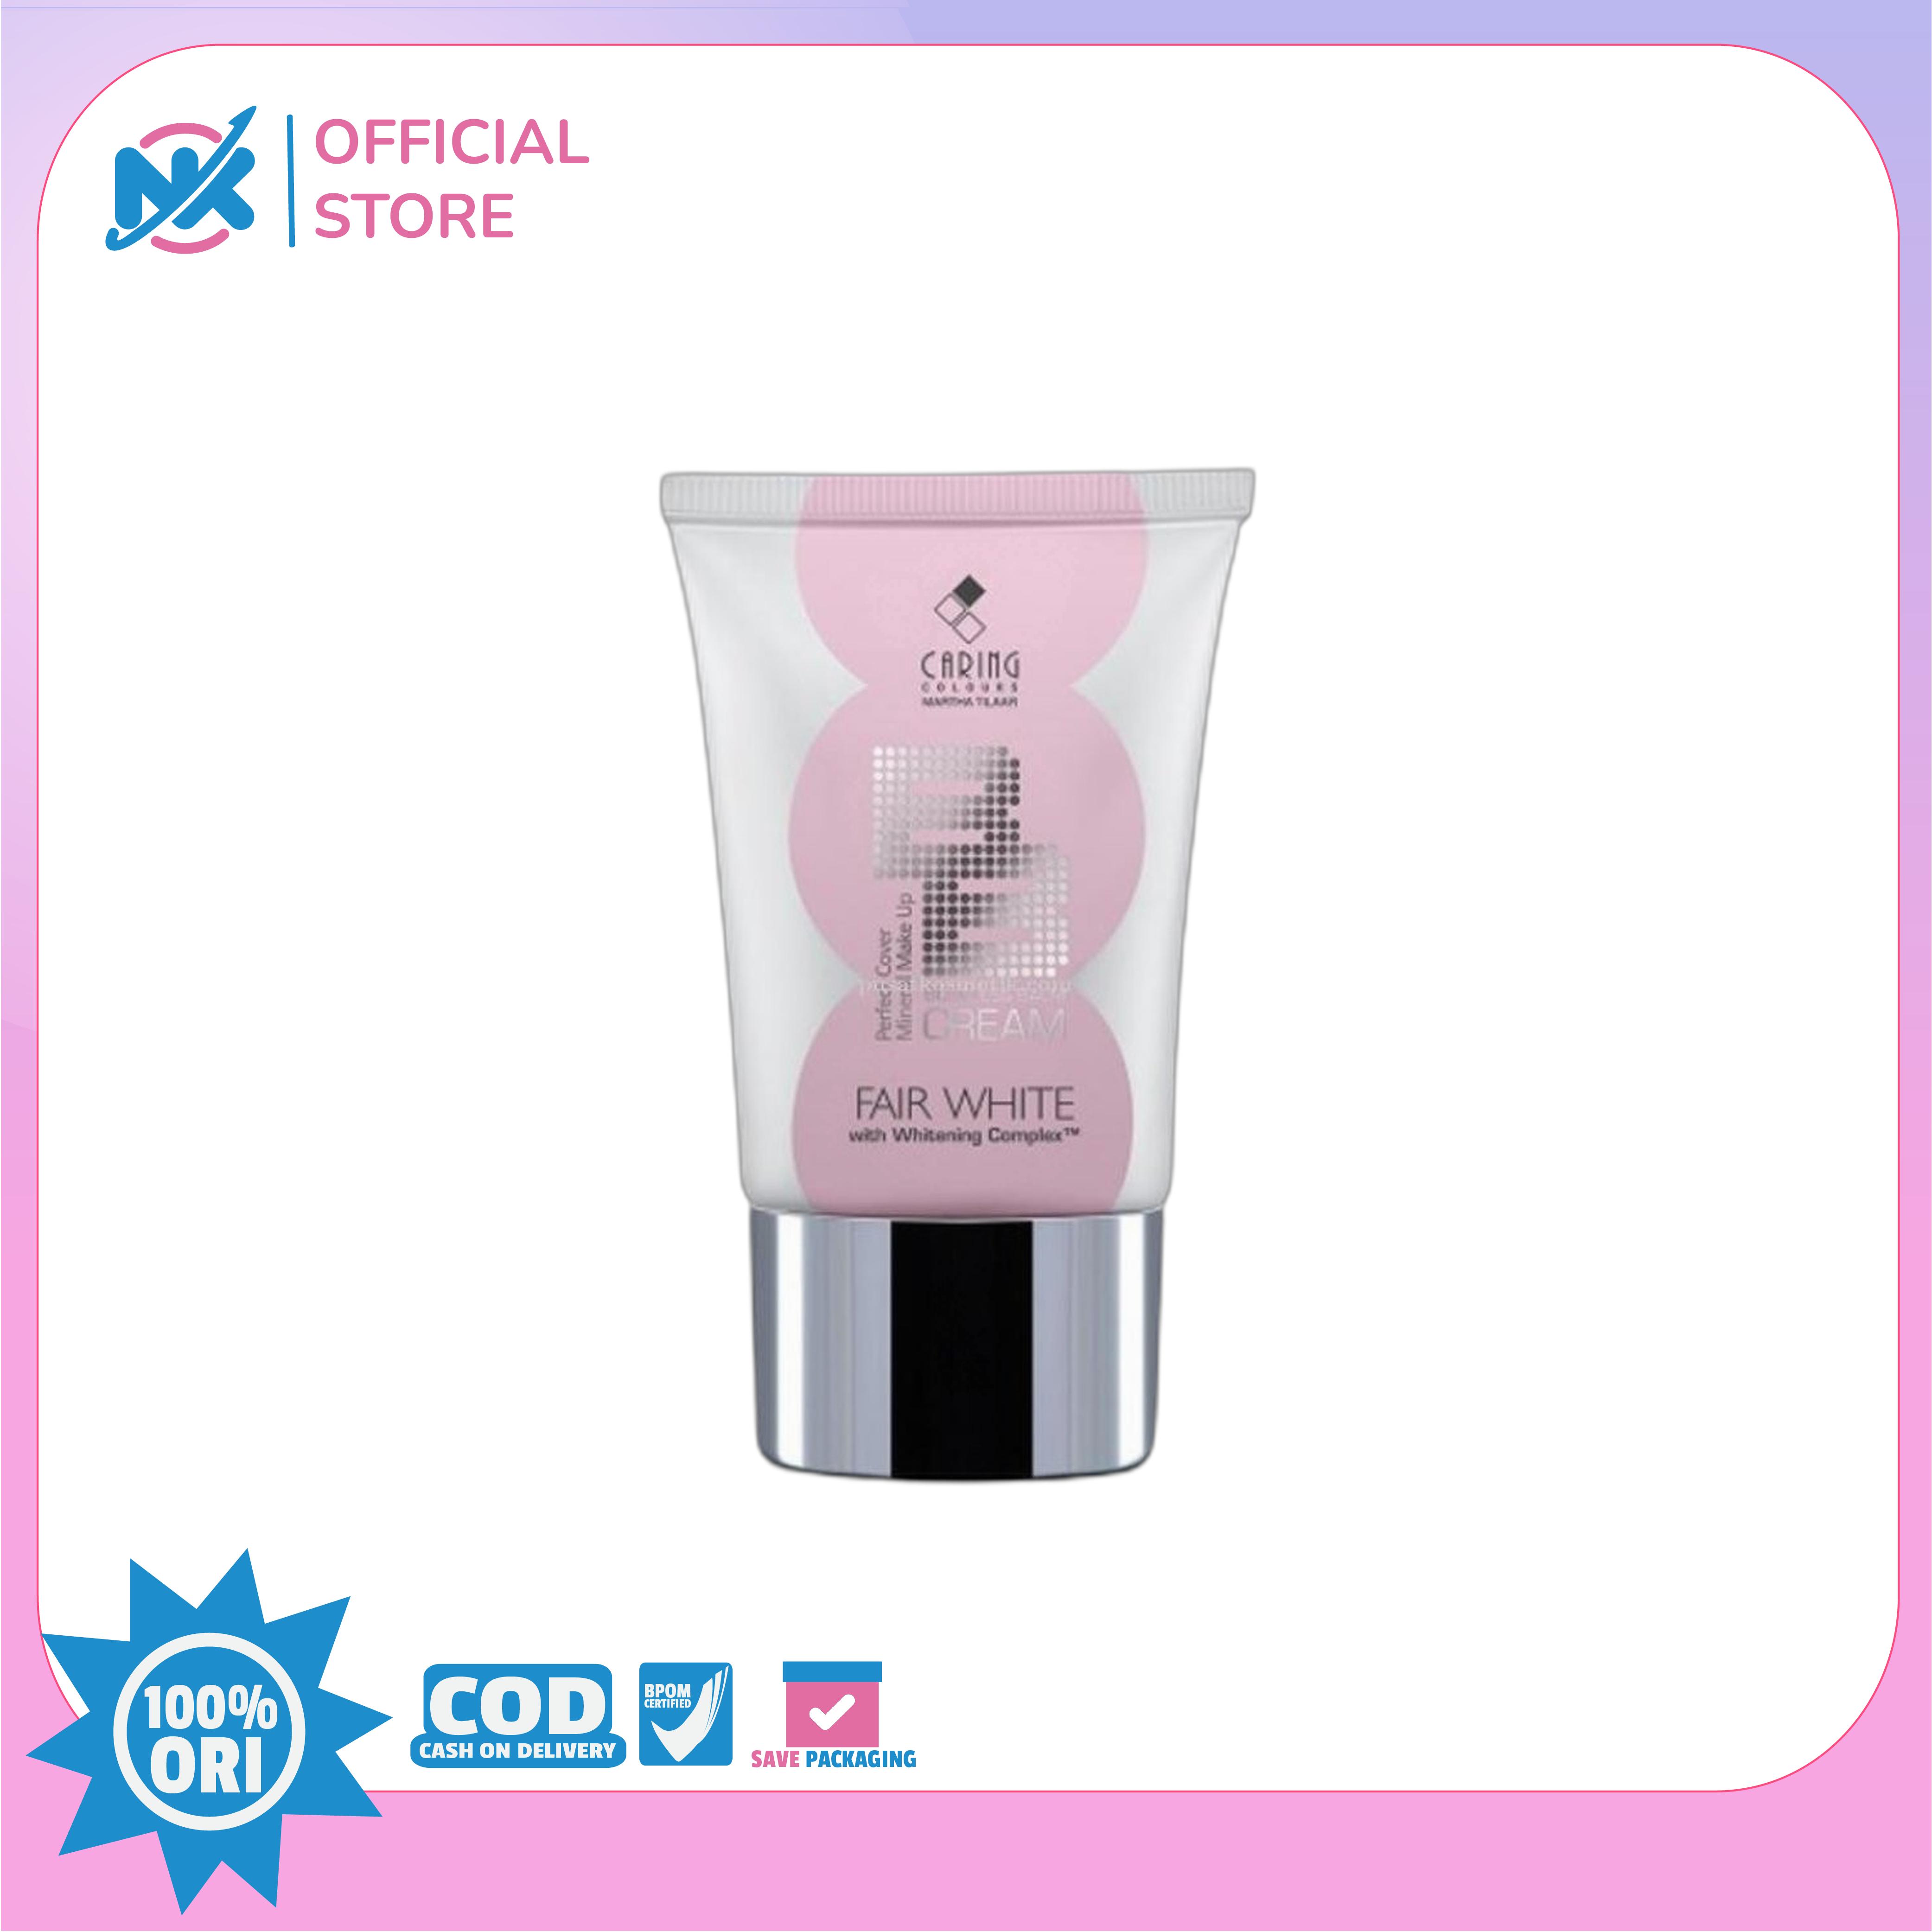 NK
OFFICIAL
STORE
CARING
COLOURS
MARTHA TILAAR
Perfect Cover
Mineral Make Up
CREAM
FAIR WHITE
with Whitening Complex™
100%
ORI
COD
CASH ON DELIVERY
BPOM
CERTIFIED
SAVE PACKAGING